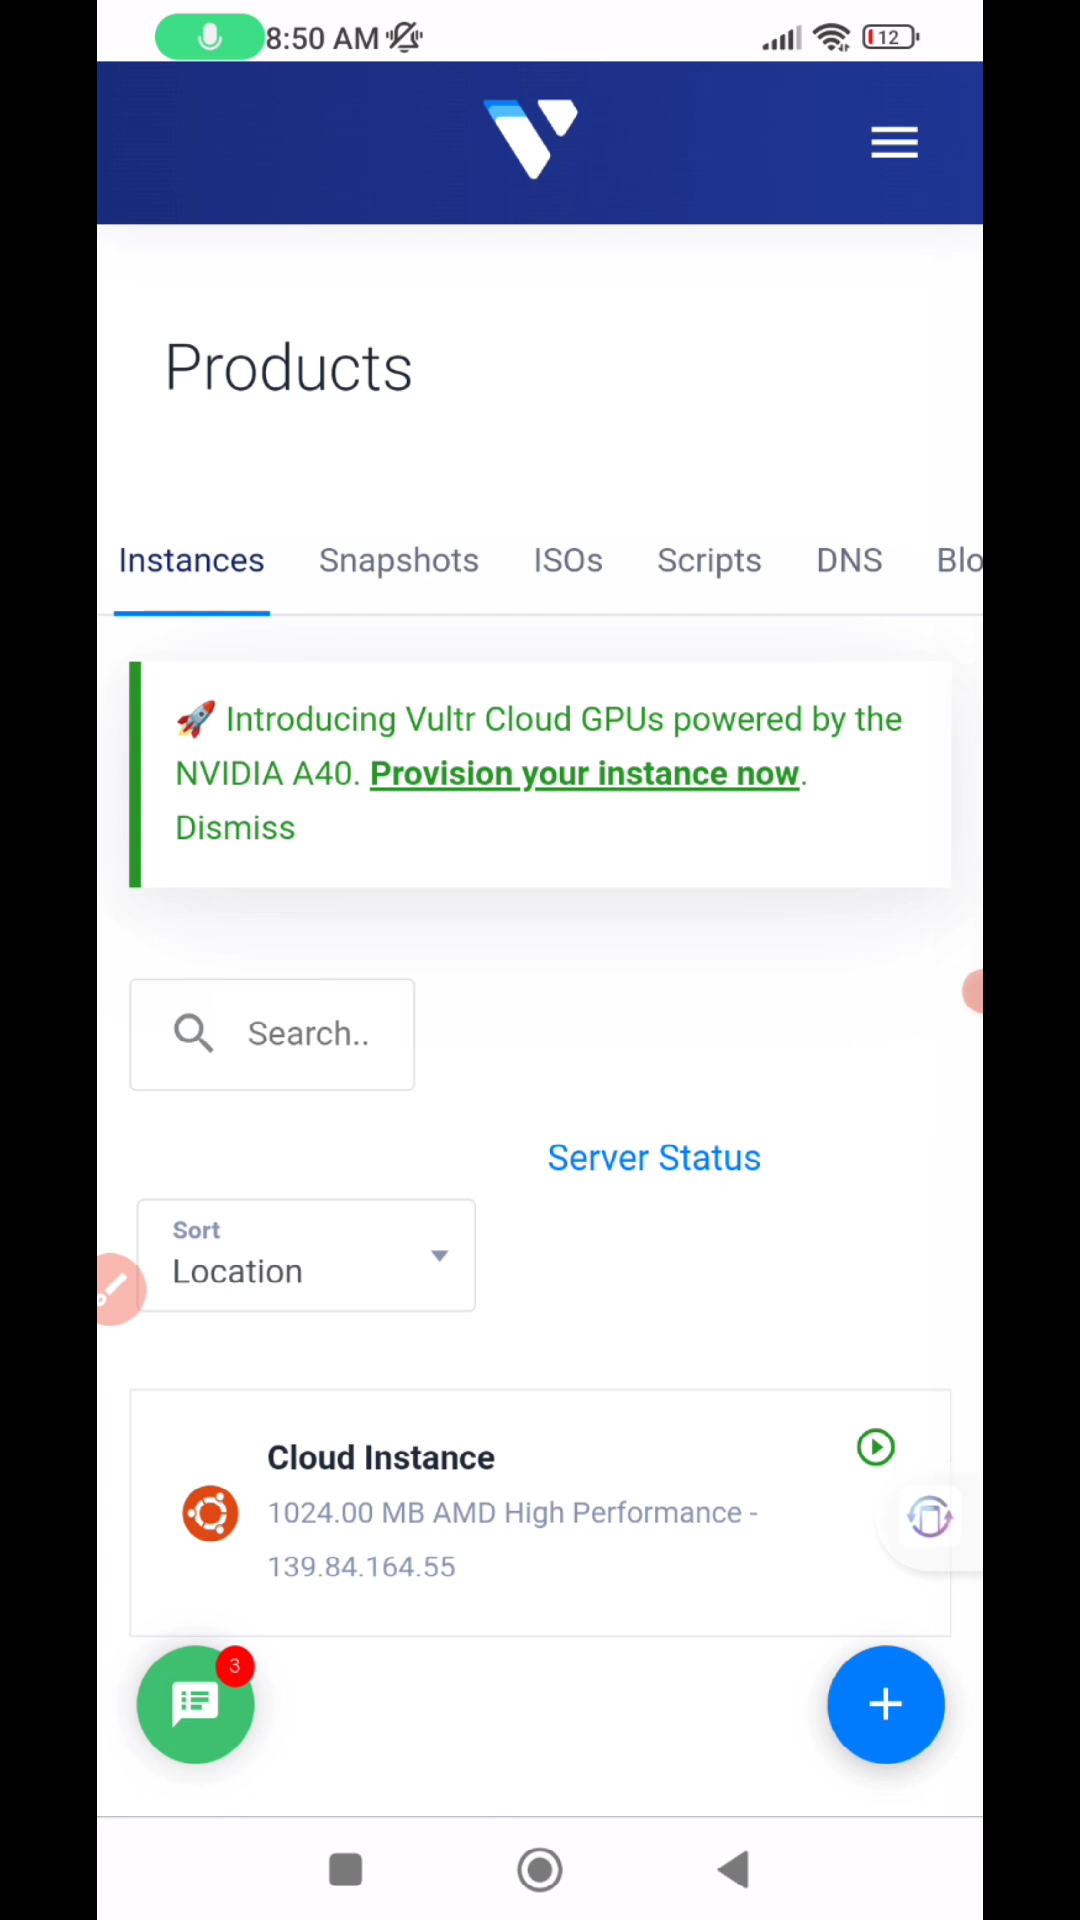 8:50 AM
12
Products
Instances Snapshots ISOs Scripts DNS Blo
🚀 Introducing Vultr Cloud GPUs powered by the
NVIDIA A40. Provision your instance now.
Dismiss
Search..
Server Status
Sort
Location
Cloud Instance
1024.00 MB AMD High Performance -
139.84.164.55
3